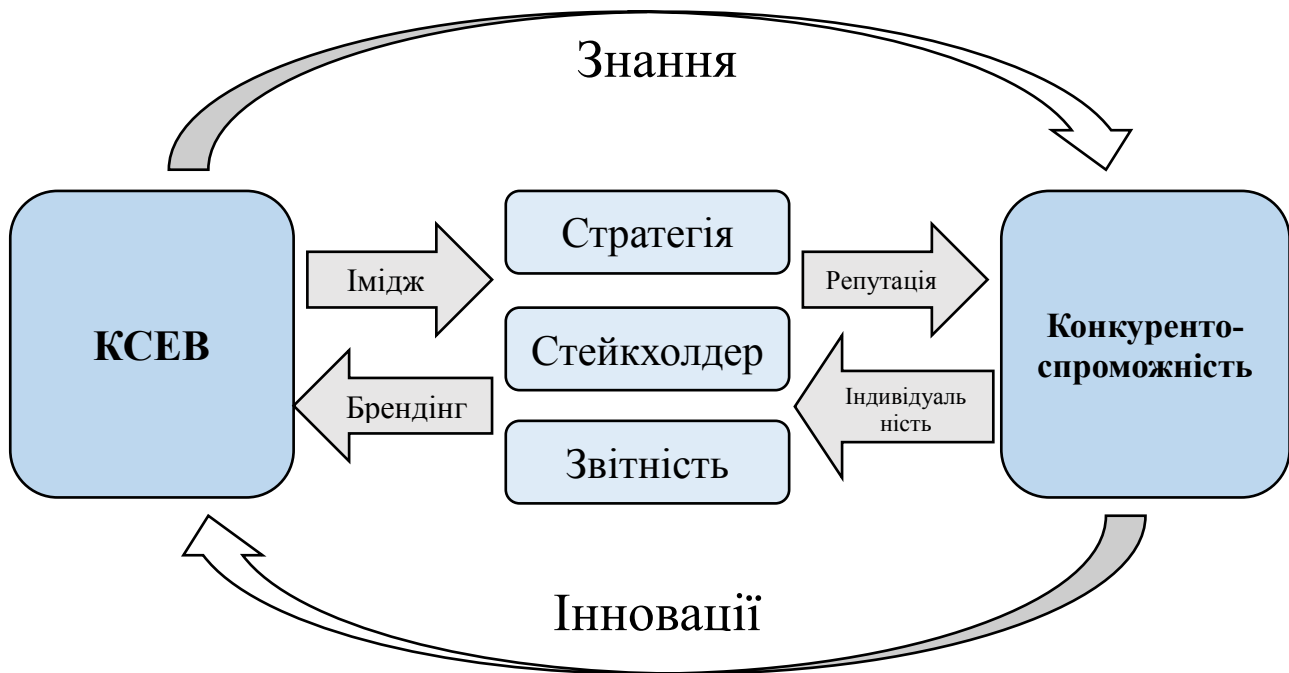 Знання
Стратегія
Імідж
Репутація
КСЕВ
Стейкхолдер
Конкуренто-
спроможність
Брендінг
Індивідуаль
ність
Звітність
Інновації